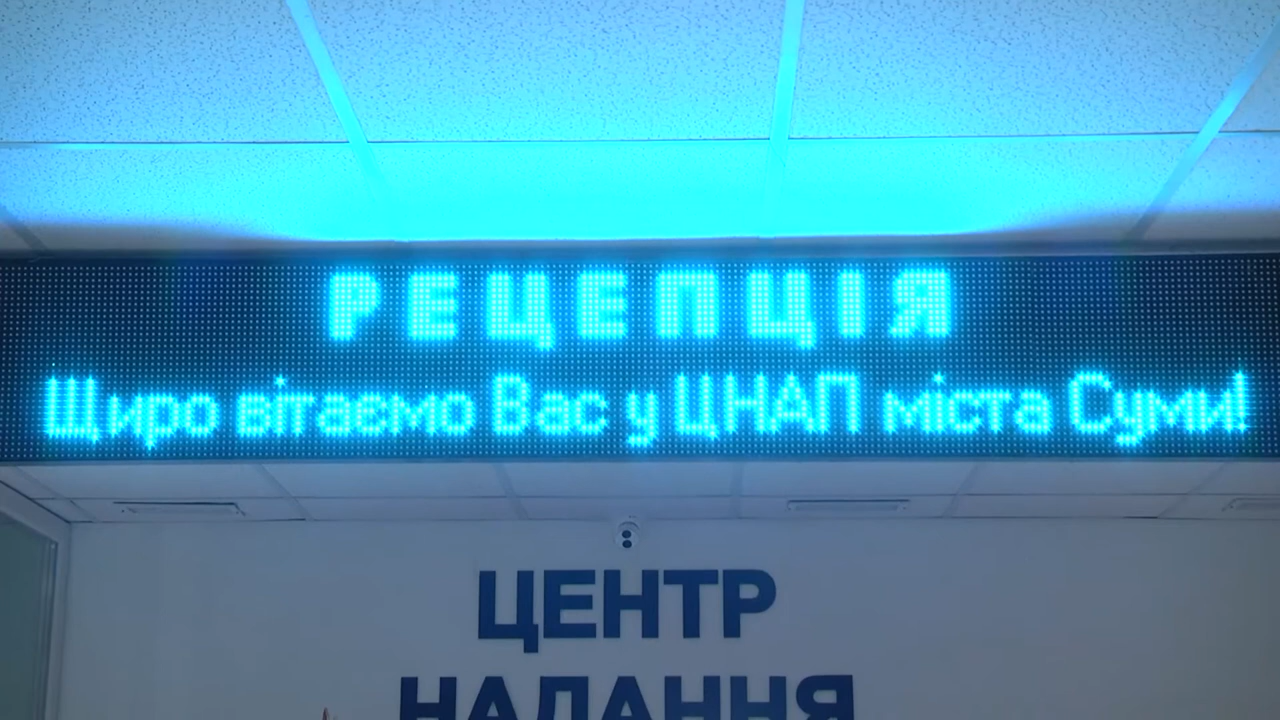 РЕЦЕПЦІЯ
Щиро вітаємо Вас у ЦНАП міста Суми!
ЦЕНТР
НАДАННЯ